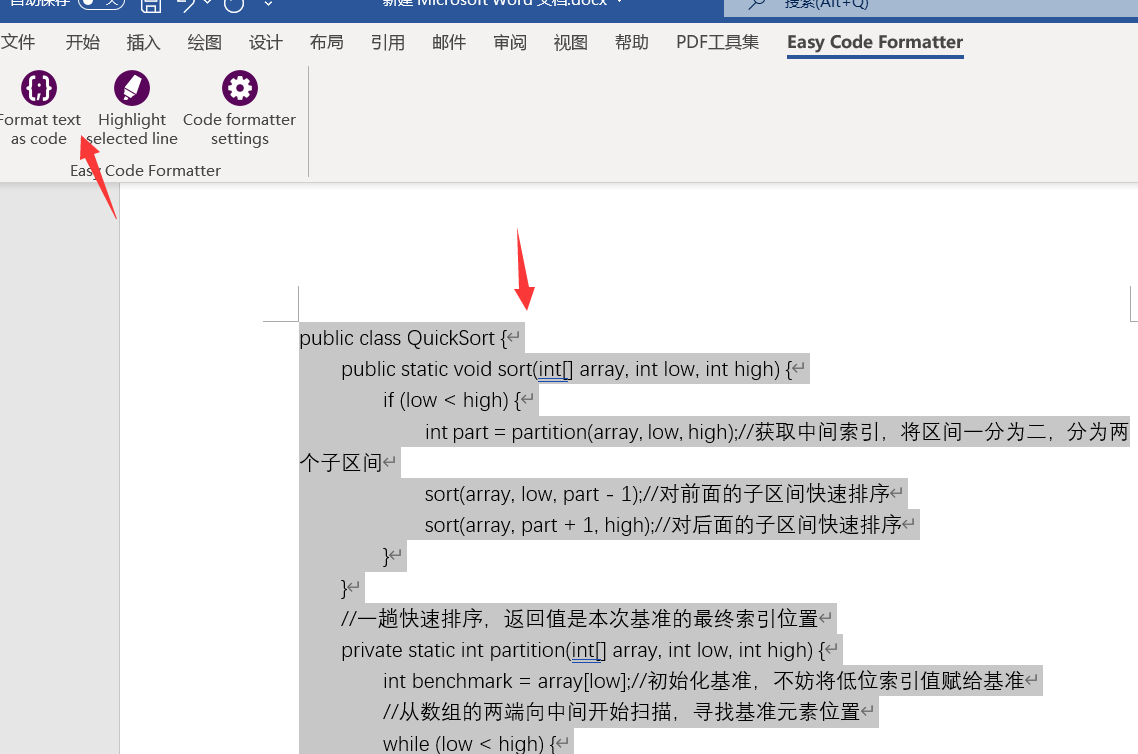 自动保存
新建 Microsoft Word 文档.docx
搜索(Alt+Q)
文件 开始 插入 绘图 设计 布局 引用 邮件 审阅 视图 帮助 PDF工具集 Easy Code Formatter
Format text Highlight Code formatter
as code selected line settings
Easy Code Formatter
public class QuickSort {
public static void sort(int[] array, int low, int high) {
if (low < high) {
int part = partition(array, low, high);//获取中间索引，将区间一分为二，分为两
个子区间
sort(array, low, part - 1);//对前面的子区间快速排序
sort(array, part + 1, high);//对后面的子区间快速排序
}
}
//一趟快速排序，返回值是本次基准的最终索引位置
private static int partition(int[] array, int low, int high) {
int benchmark = array[low];//初始化基准，不妨将低位索引值赋给基准
//从数组的两端向中间开始扫描，寻找基准元素位置
while (low < high) {